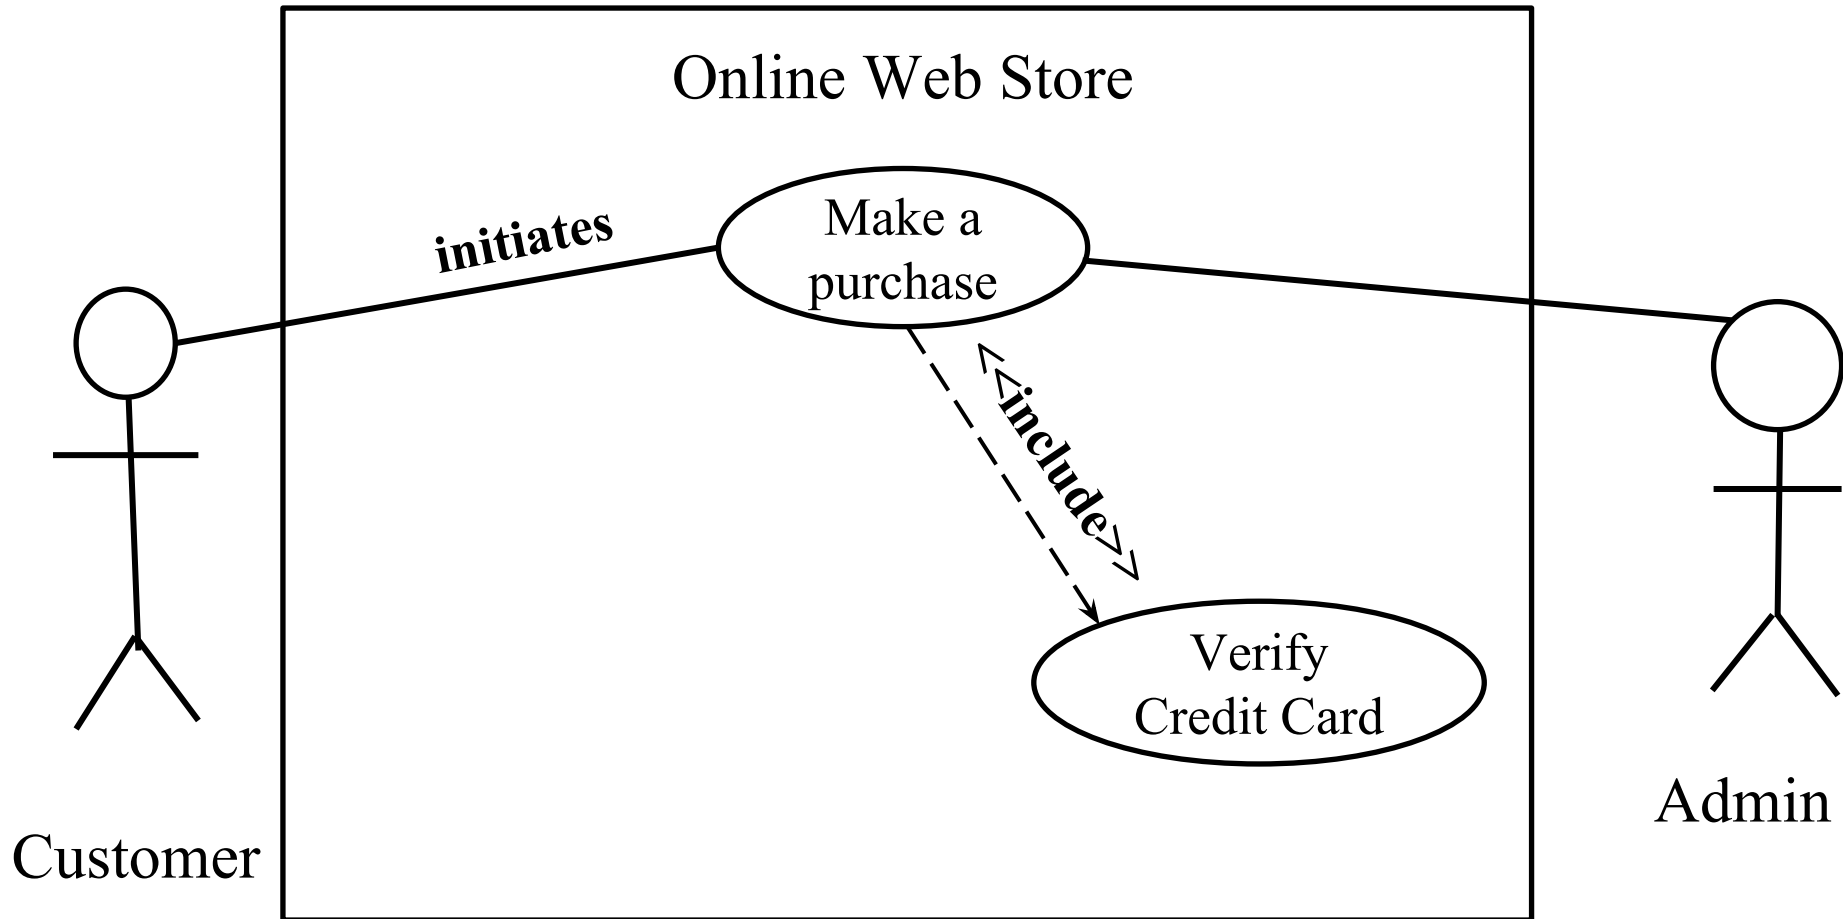 Online Web Store
initiates
Make a
purchase
<<include>>
Verify
Credit Card
Customer
Admin